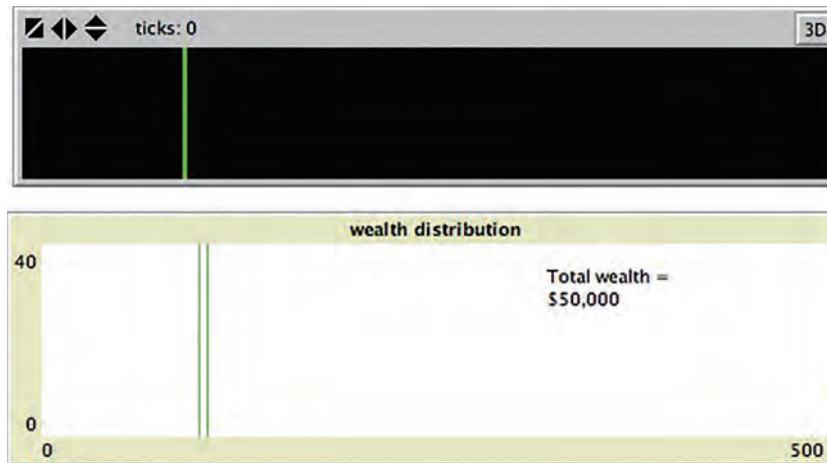 ticks: 0
3D
wealth distribution
40
Total wealth =
$50,000
0
0
500